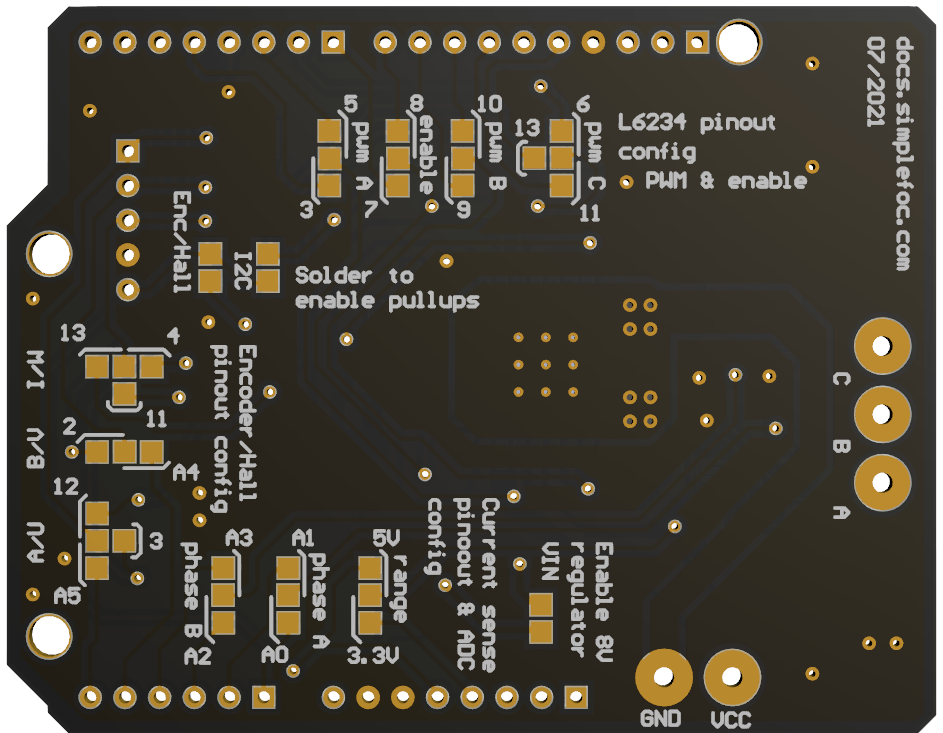 docs.simplefoc.com
07/2021
5
8
10
6
13
pwm A
enable
pwm B
pwm C
3
7
9
11
L6234 pinout
config
PWM & enable
Enc/Hall
I2C
Solder to
enable pullups
13
4
I/W
11
2
B/V
A4
12
A/U
3
A5
Encoder/Hall
pinout config
C
B
A
A3
A1
5V
phase B
phase A
range
A2
A0
3.3V
Current sense
pinoout & ADC
config
Enable 8V
regulator
VIN
GND
VCC